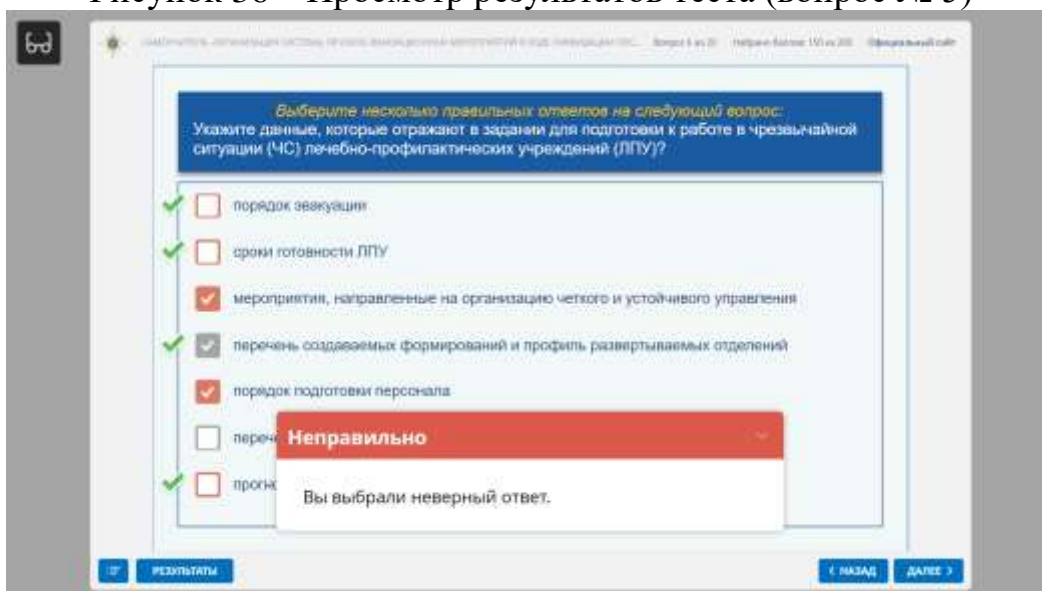 Рисунок 38 – Просмотр результатов теста (вопрос № 5)
Официальный сайт
Выберите несколько правильных ответов на следующий вопрос:
Укажите данные, которые отражают в задании для подготовки к работе в чрезвычайной
ситуации (ЧС) лечебно-профилактических учреждений (ЛПУ)?
порядок эвакуации
сроки готовности ЛПУ
мероприятия, направленные на организацию четкого и устойчивого управления
перечень создаваемых формирований и профиль развертываемых отделений
порядок подготовки персонала
Неправильно
Вы выбрали неверный ответ.
РЕЗУЛЬТАТЫ
НАЗАД
ДАЛЕЕ